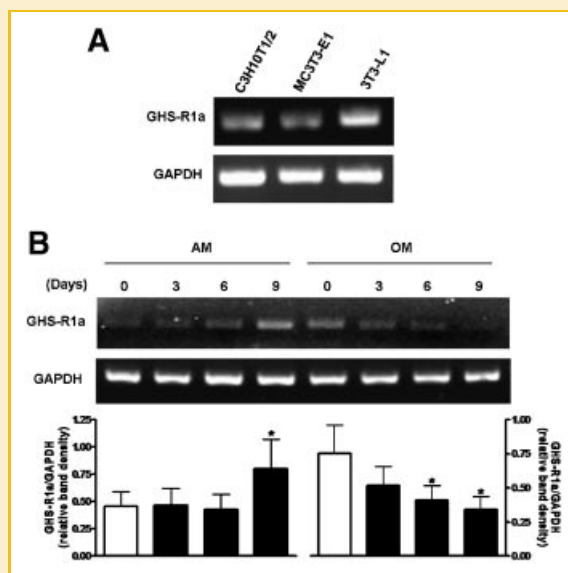 A
C3H10T1/2 MC3T3-E1 3T3-L1
GHS-R1a
GAPDH
B
AM OM
(Days) 0 3 6 9 0 3 6 9
GHS-R1a
GAPDH
GHS-R1a/GAPDH
(relative band density)
1.25
1.00
0.75
0.50
0.25
0.00
*
* *
1.00
0.75
0.50
0.25
0.00
GHS-R1a/GAPDH
(relative band density)